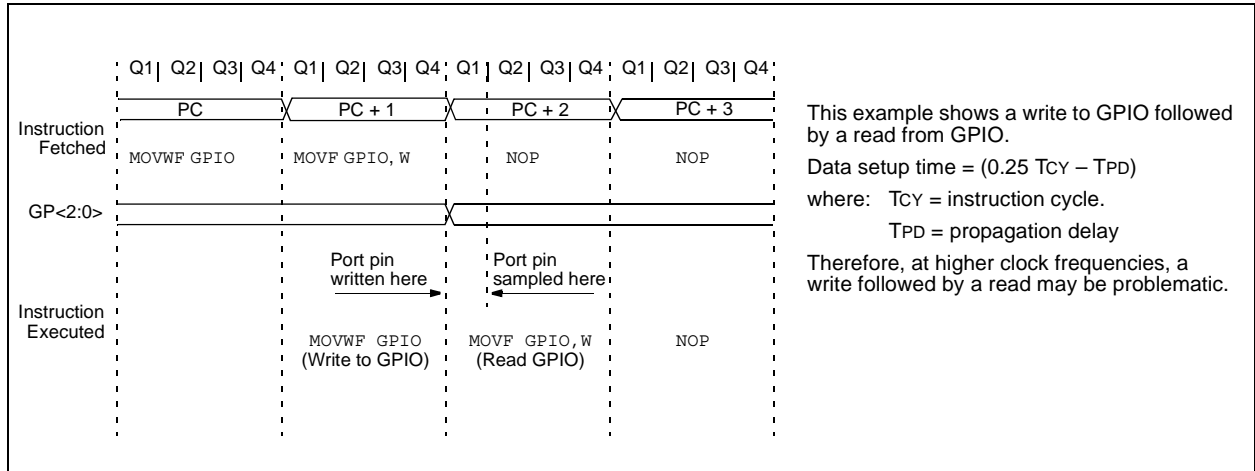 Q1| Q2| Q3| Q4 Q1| Q2| Q3| Q4 Q1| Q2| Q3| Q4 Q1| Q2| Q3| Q4
PC PC + 1 PC + 2 PC + 3
Instruction
Fetched
MOVWF GPIO MOVF GPIO, W NOP NOP
GP<2:0>
Port pin
written here
Port pin
sampled here
Instruction
Executed
MOVWF GPIO
(Write to GPIO)
MOVF GPIO,W
(Read GPIO)
NOP
This example shows a write to GPIO followed
by a read from GPIO.
Data setup time = (0.25 TCY – TPD)
where: TCY = instruction cycle.
TPD = propagation delay
Therefore, at higher clock frequencies, a
write followed by a read may be problematic.